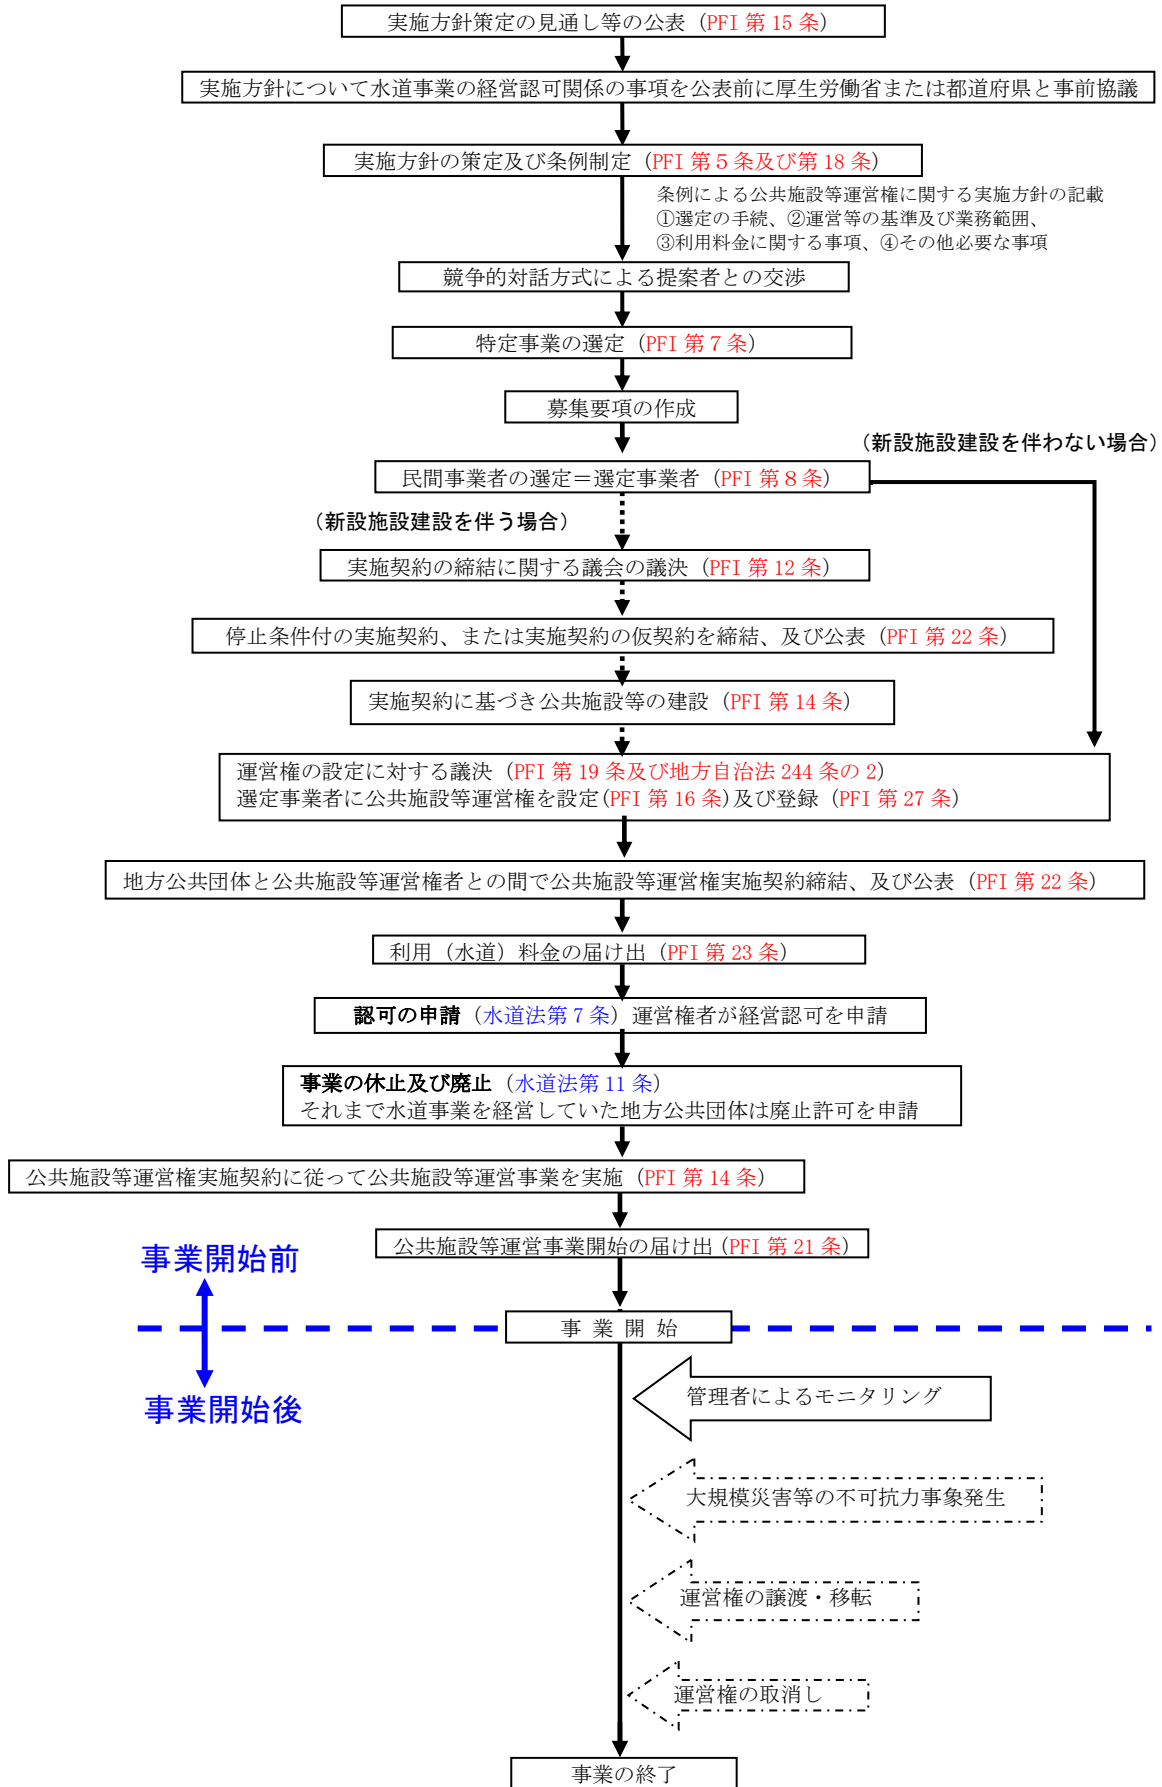 実施方針策定の見通し等の公表（PFI 第 15 条）
実施方針について水道事業の経営認可関係の事項を公表前に厚生労働省または都道府県と事前協議
実施方針の策定及び条例制定（PFI 第５条及び第 18 条）
条例による公共施設等運営権に関する実施方針の記載
①選定の手続、②運営等の基準及び業務範囲、
③利用料金に関する事項、④その他必要な事項
競争的対話方式による提案者との交渉
特定事業の選定（PFI 第７条）
募集要項の作成
（新設施設建設を伴わない場合）
民間事業者の選定＝選定事業者（PFI 第８条）
（新設施設建設を伴う場合）
実施契約の締結に関する議会の議決（PFI 第 12 条）
停止条件付の実施契約、または実施契約の仮契約を締結、及び公表（PFI 第 22 条）
実施契約に基づき公共施設等の建設（PFI 第 14 条）
運営権の設定に対する議決（PFI 第 19 条及び地方自治法 244 条の 2）
選定事業者に公共施設等運営権を設定（PFI 第 16 条）及び登録（PFI 第 27 条）
地方公共団体と公共施設等運営権者との間で公共施設等運営権実施契約締結、及び公表（PFI 第 22 条）
利用（水道）料金の届け出（PFI 第 23 条）
認可の申請（水道法第 7 条）運営権者が経営認可を申請
事業の休止及び廃止（水道法第 11 条）
それまで水道事業を経営していた地方公共団体は廃止許可を申請
公共施設等運営権実施契約に従って公共施設等運営事業を実施（PFI 第 14 条）
公共施設等運営事業開始の届け出（PFI 第 21 条）
事業開始前
事 業 開 始
事業開始後
管理者によるモニタリング
大規模災害等の不可抗力事象発生
運営権の譲渡・移転
運営権の取消し
事業の終了